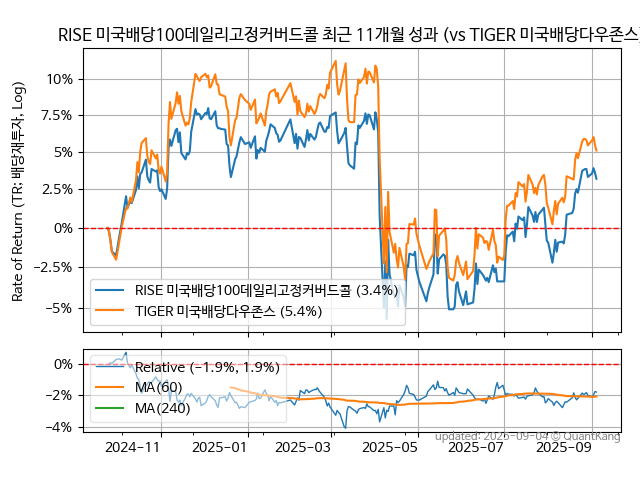 RISE 미국배당100데일리고정커버드콜 최근 11개월 성과 (vs TIGER 미국배당다우존스)
Rate of Return (TR: 배당재투자, Log)
10%
7.5%
5%
2.5%
0%
−2.5%
−5%
RISE 미국배당100데일리고정커버드콜 (3.4%)
TIGER 미국배당다우존스 (5.4%)
0%
−2%
−4%
Relative (−1.9%, 1.9%)
MA(60)
MA(240)
updated: 2025-09-04 © QuantKang
2024−11
2025−01
2025−03
2025−05
2025−07
2025−09